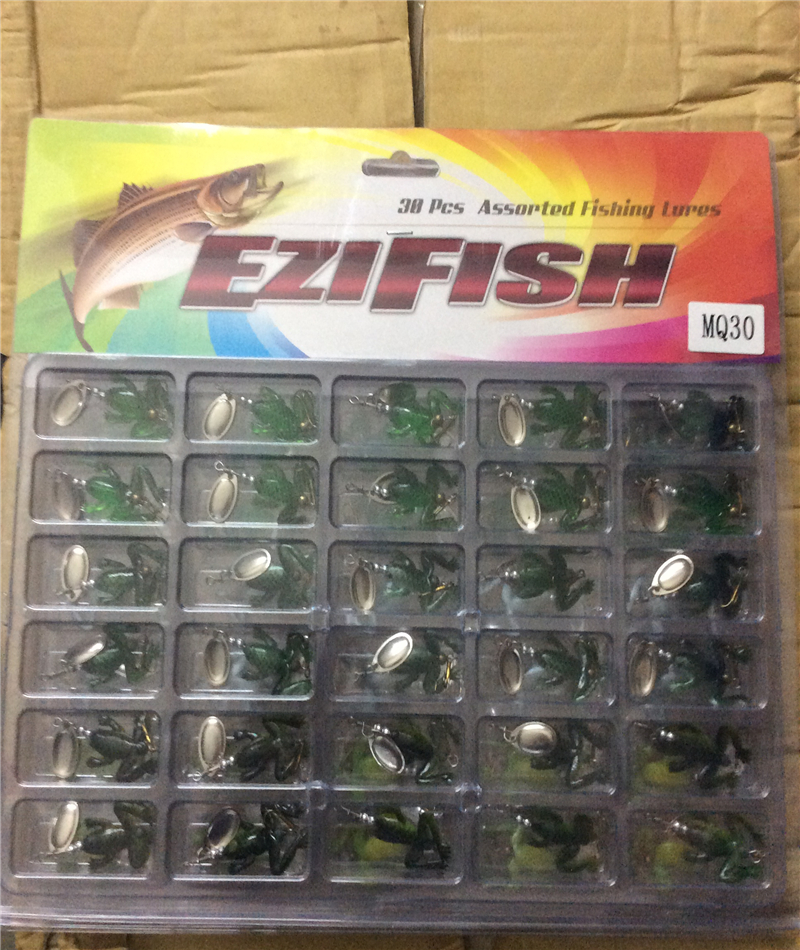 30 Pcs Assorted Fishing Lures
EZIFISH
MQ30